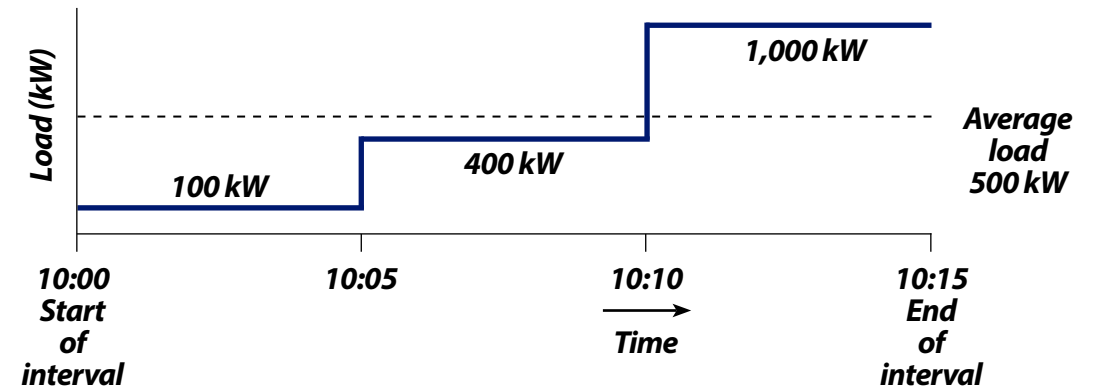 Load (kW)
1,000 kW
400 kW
100 kW
Average
load
500 kW
10:00
Start
of
interval
10:05
10:10
Time
10:15
End
of
interval